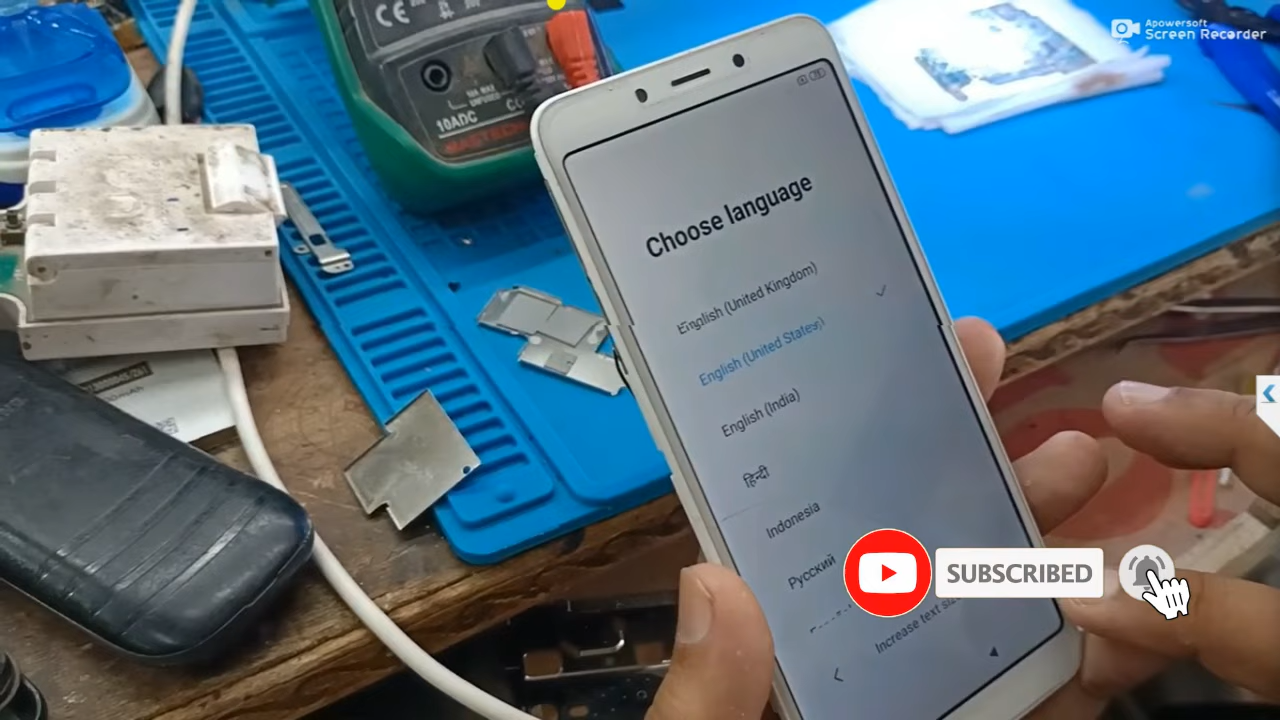 Apowersoft
Screen Recorder
CE
10ADC
Choose language
English (United Kingdom)
English (United States)
English (India)
हिन्दी
Indonesia
Русский
Increase text size
SUBSCRIBED